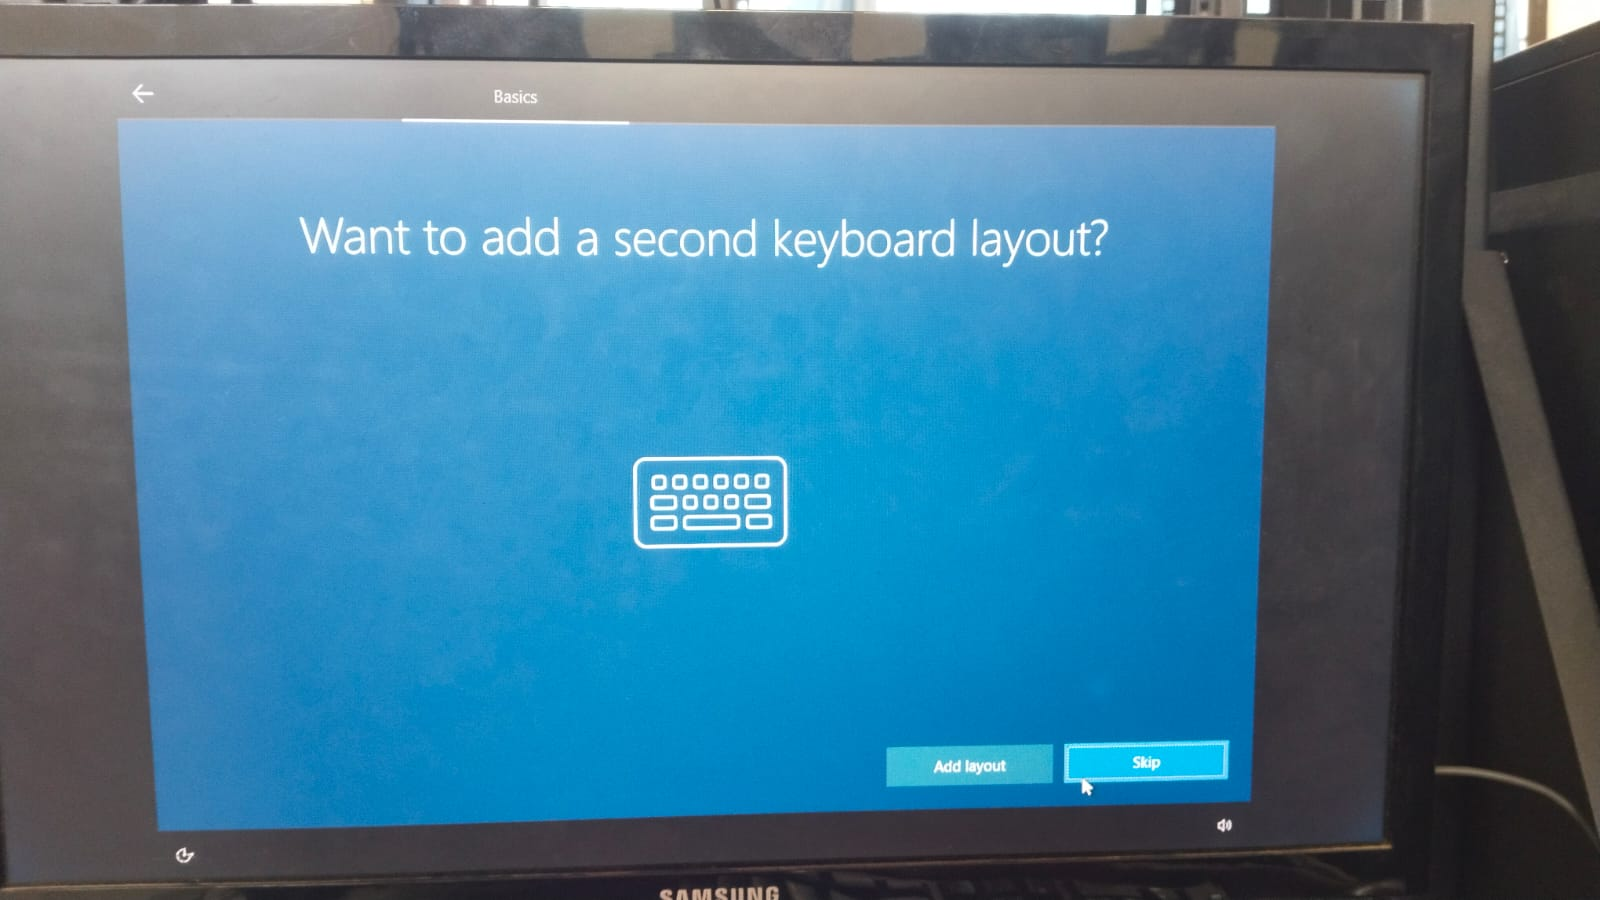 Basics
Want to add a second keyboard layout?
Add layout
Skip
SAMSUNG